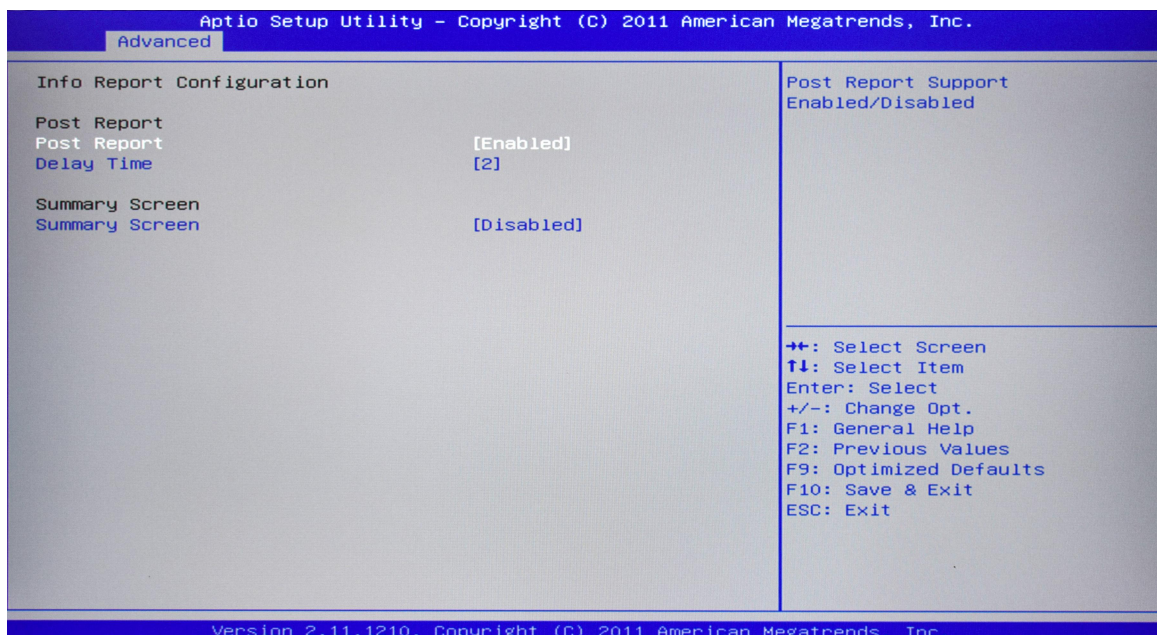 Aptio Setup Utility – Copyright (C) 2011 American Megatrends, Inc.
Advanced
Info Report Configuration
Post Report
Post Report [Enabled]
Delay Time [2]
Summary Screen
Summary Screen [Disabled]
Post Report Support
Enabled/Disabled
→←: Select Screen
↑↓: Select Item
Enter: Select
+/-: Change Opt.
F1: General Help
F2: Previous Values
F9: Optimized Defaults
F10: Save & Exit
ESC: Exit
Version 2.11.1210. Copyright (C) 2011 American Megatrends, Inc.